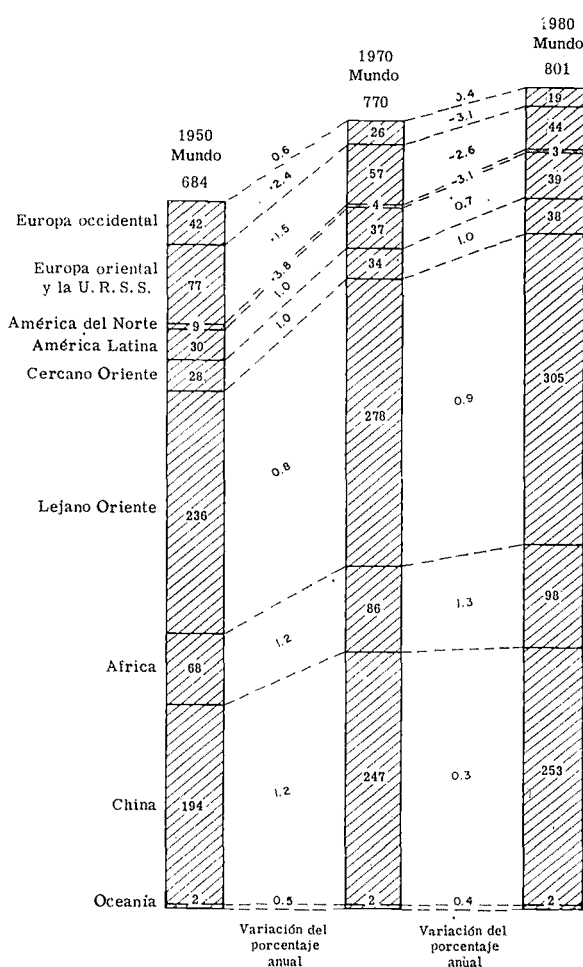 1980
Mundo
801
1970
Mundo
770
1950
Mundo
684
Europa occidental
Europa oriental
y la U. R. S. S.
América del Norte
América Latina
Cercano Oriente
Lejano Oriente
Africa
China
Oceanía
42
77
9
30
28
236
68
194
2
0.6
-2.4
-1.5
-3.8
1.0
1.0
0.8
1.2
1.2
0.5
26
57
4
37
34
278
86
247
2
0.4
-3.1
-2.6
-3.1
0.7
1.0
0.9
1.3
0.3
0.4
19
44
3
39
38
305
98
253
2
Variación del
porcentaje
anual
Variación del
porcentaje
anual